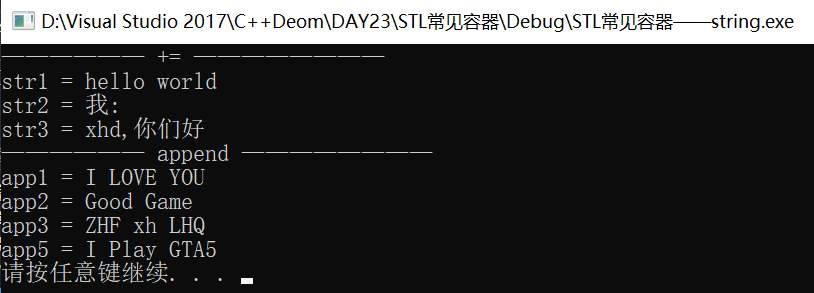 D:\Visual Studio 2017\C++Deom\DAY23\STL常见容器\Debug\STL常见容器——string.exe
—————— += ————————
str1 = hello world
str2 = 我:
str3 = xhd,你们好
—————— append ————————
app1 = I LOVE YOU
app2 = Good Game
app3 = ZHF xh LHQ
app5 = I Play GTA5
请按任意键继续. . .